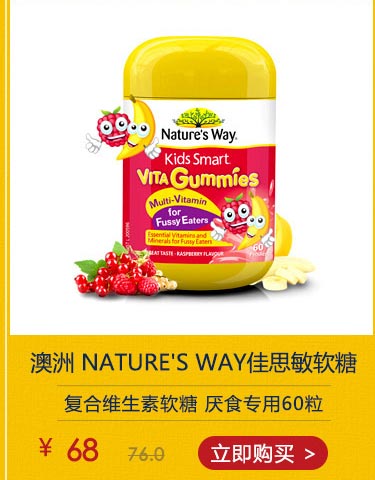 Nature's Way
Kids Smart
VITA Gummies
Multi-Vitamin
for
Fussy Eaters
Essential Vitamins and
Minerals for Fussy Eaters
60
GREAT TASTE · RASPBERRY FLAVOUR
澳洲 NATURE'S WAY佳思敏软糖
复合维生素软糖 厌食专用60粒
¥ 68 76.0 立即购买 >